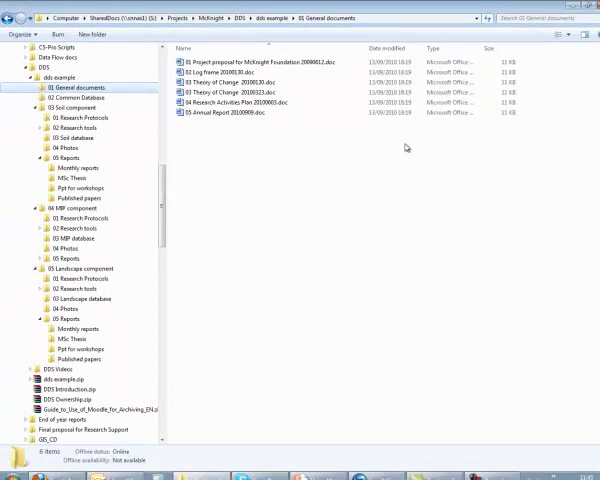 Computer ▸ SharedDocs (\\snnas3) (S:) ▸ Projects ▸ McKnight ▸ DDS ▸ dds example ▸ 01 General documents
Search 01 General documents
Organize Burn New folder
CS-Pro Scripts
Data Flow docs
DDS
dds example
01 General documents
02 Common Database
03 Soil component
01 Research Protocols
02 Research tools
03 Soil database
04 Photos
05 Reports
Monthly reports
MSc Thesis
Ppt for workshops
Published papers
04 MIP component
01 Research Protocols
02 Research tools
03 MIP database
04 Photos
05 Reports
05 Landscape component
01 Research Protocols
02 Research tools
03 Landscape database
04 Photos
05 Reports
Monthly reports
MSc Thesis
Ppt for workshops
Published papers
DDS Videos
dds example.zip
DDS Introduction.zip
DDS Ownership.zip
Guide_to_Use_of_Moodle_for_Archiving_EN.z
End of year reports
Final proposal for Research Support
GIS_CD
Name Date modified Type Size
01 Project proposal for McKnight Foundation 20090612.doc 13/09/2010 18:19 Microsoft Office ... 11 KB
02 Log frame 20100130.doc 13/09/2010 18:19 Microsoft Office ... 11 KB
03 Theory of Change 20100130.doc 13/09/2010 18:19 Microsoft Office ... 11 KB
03 Theory of Change 20100323.doc 13/09/2010 18:19 Microsoft Office ... 11 KB
04 Research Activities Plan 20100603.doc 13/09/2010 18:19 Microsoft Office ... 11 KB
05 Annual Report 20100909.doc 13/09/2010 18:19 Microsoft Office ... 11 KB
6 items Offline status: Online
Offline availability: Not available
11:45